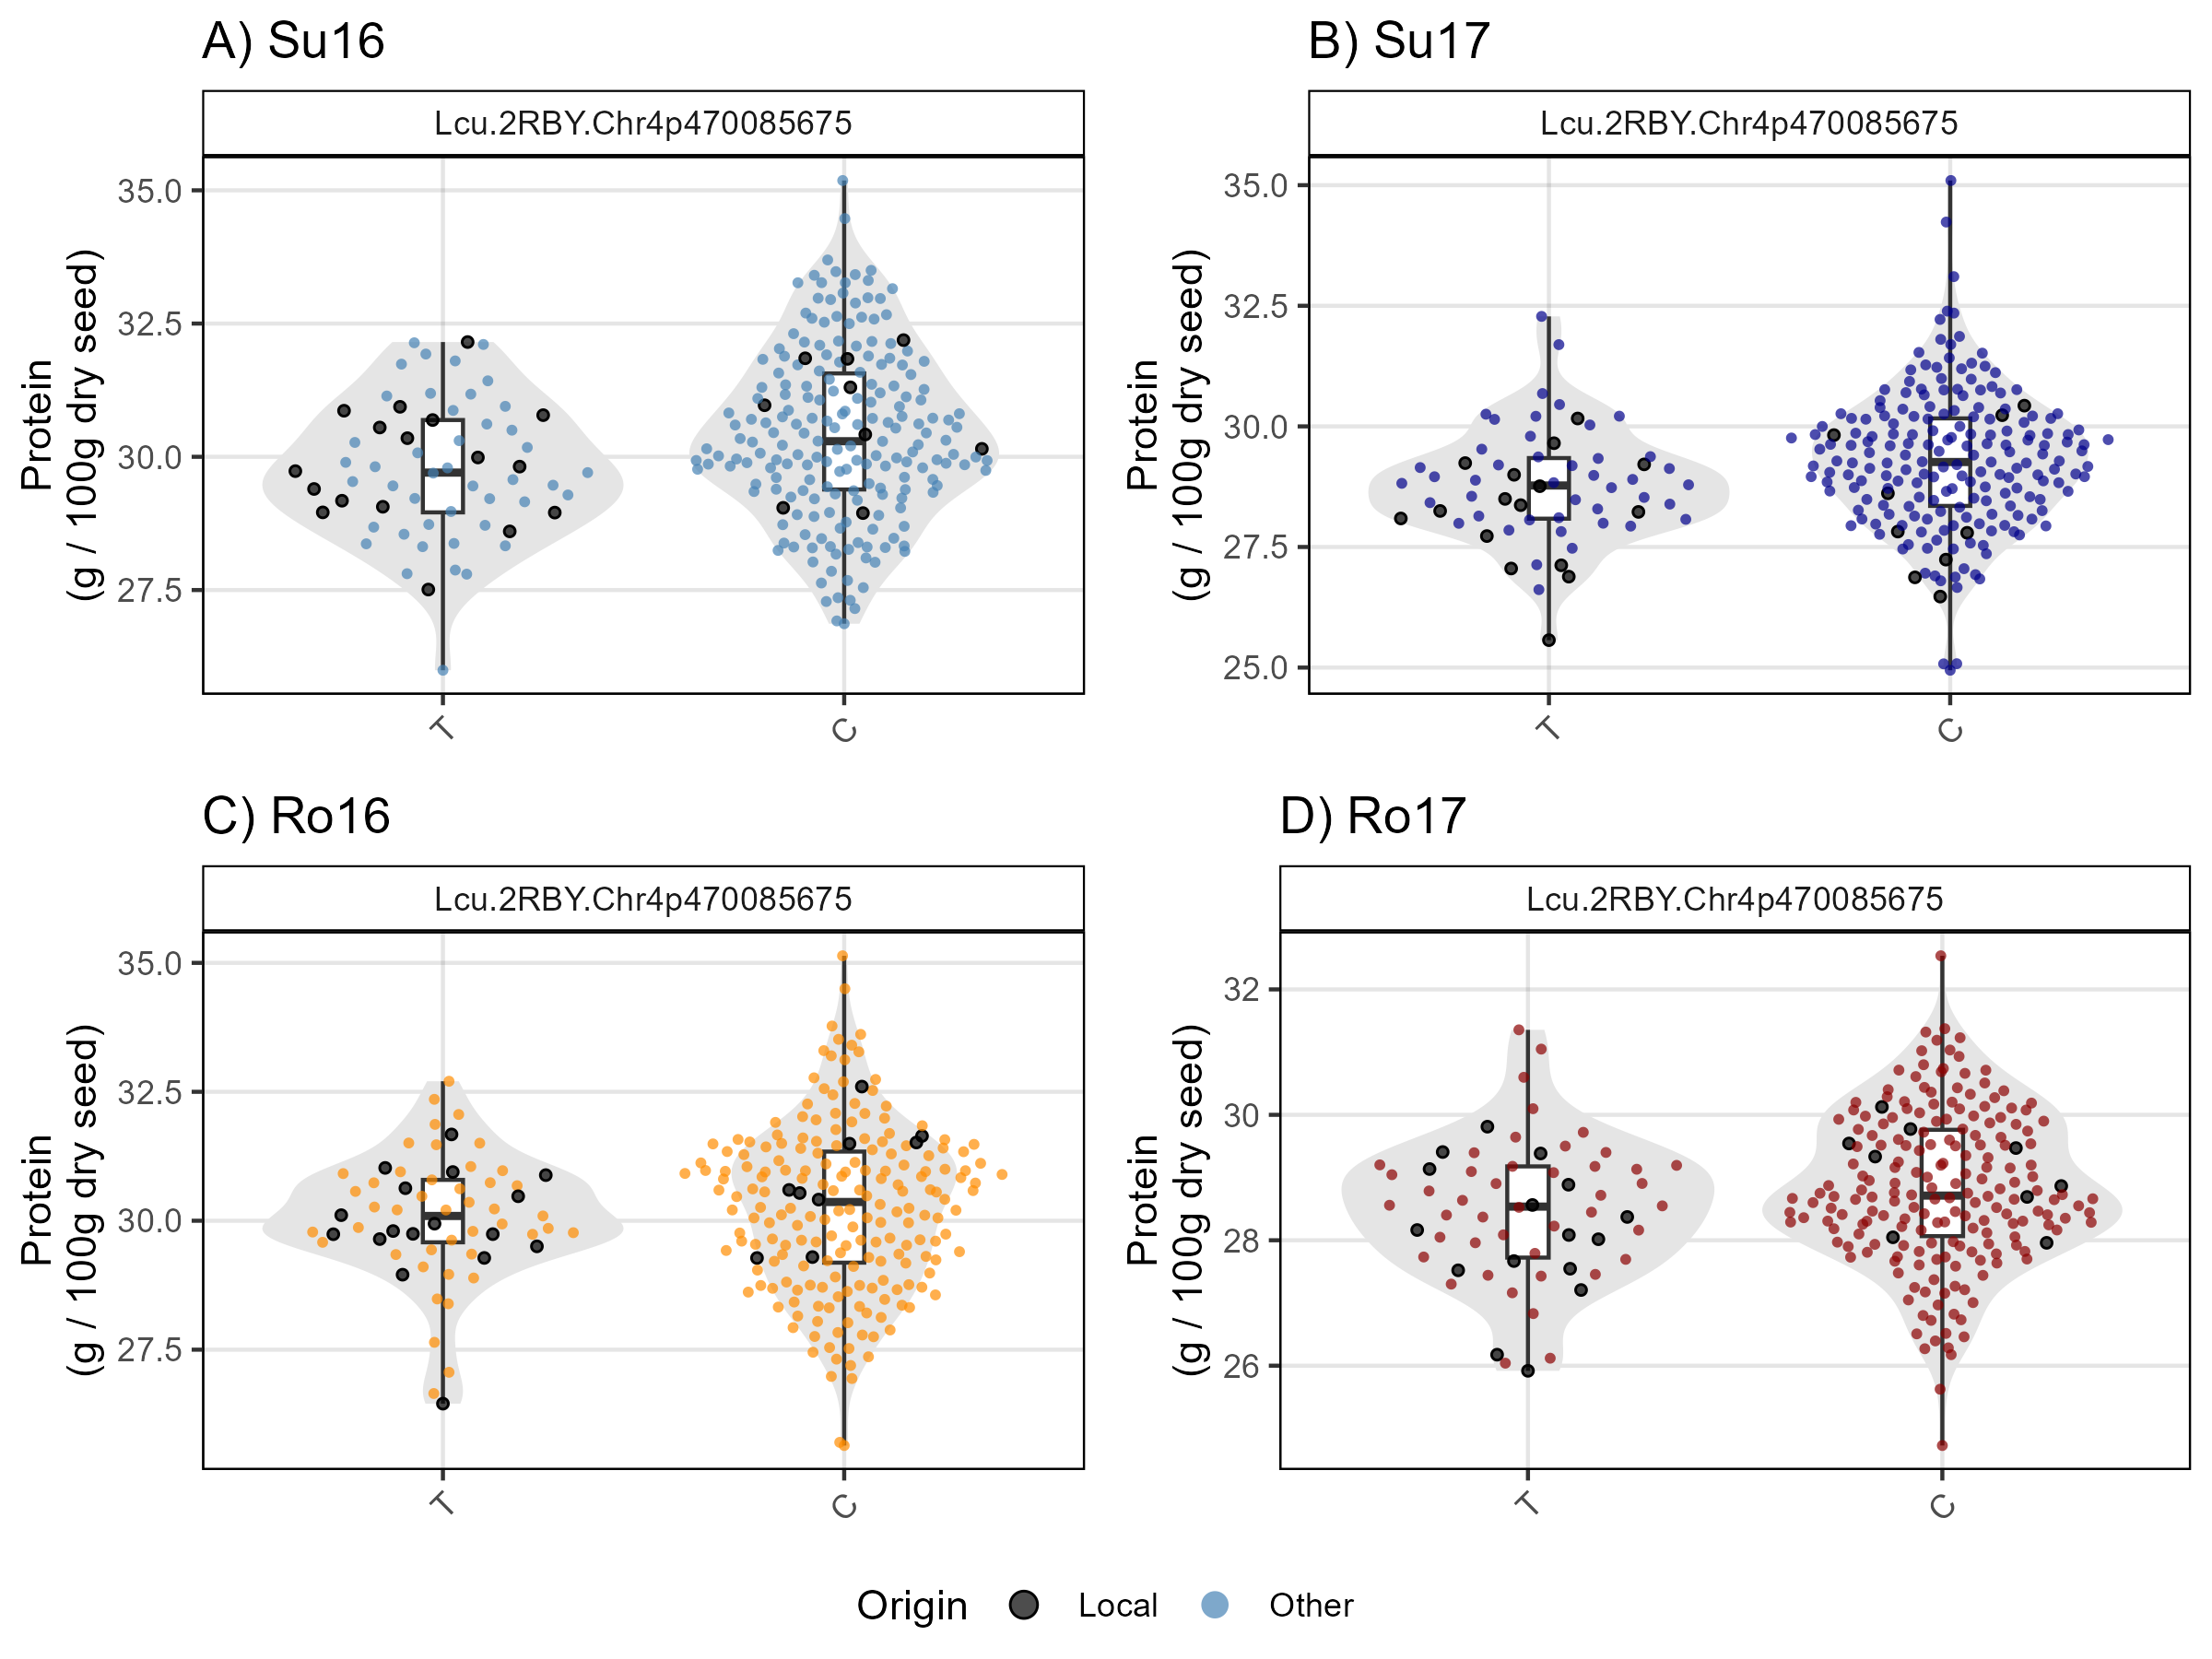 A) Su16
Lcu.2RBY.Chr4p470085675
Protein
(g / 100g dry seed)
35.0
32.5
30.0
27.5
T
C
B) Su17
Lcu.2RBY.Chr4p470085675
Protein
(g / 100g dry seed)
35.0
32.5
30.0
27.5
25.0
T
C
C) Ro16
Lcu.2RBY.Chr4p470085675
Protein
(g / 100g dry seed)
35.0
32.5
30.0
27.5
T
C
D) Ro17
Lcu.2RBY.Chr4p470085675
Protein
(g / 100g dry seed)
32
30
28
26
T
C
Origin Local Other